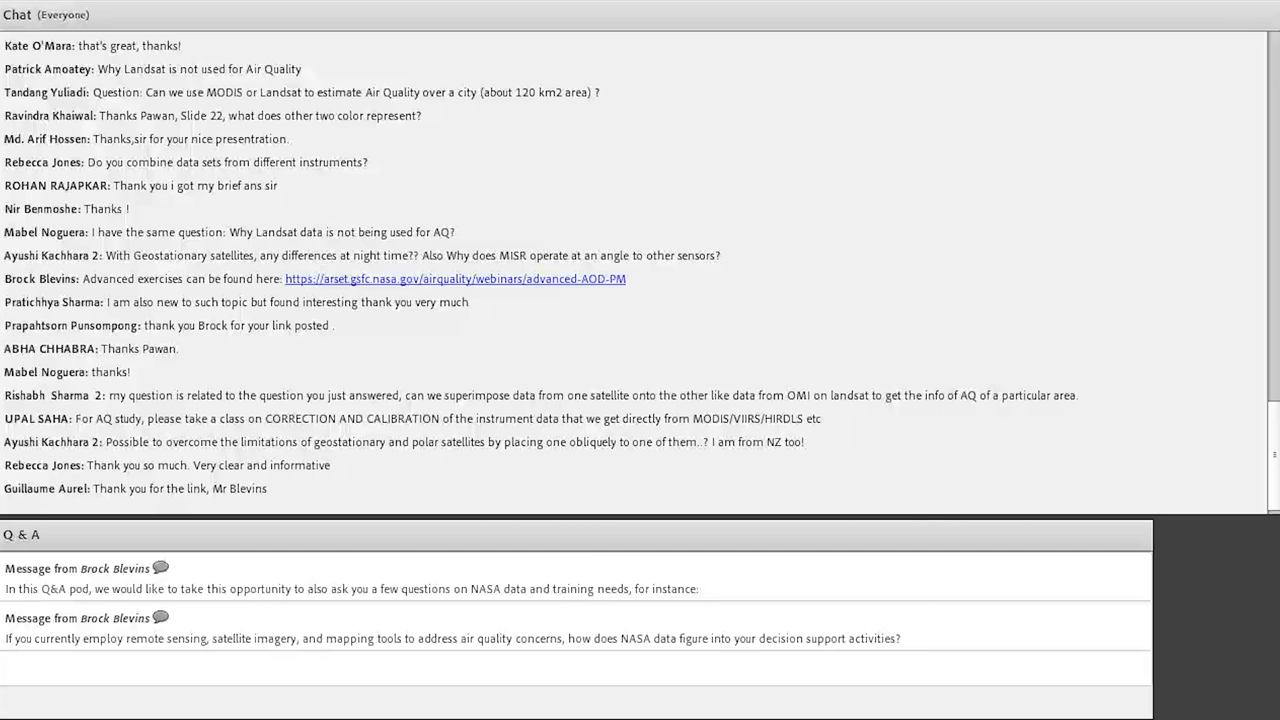 Chat (Everyone)
Kate O'Mara: that's great, thanks!
Patrick Amoatey: Why Landsat is not used for Air Quality
Tandang Yuliadi: Question: Can we use MODIS or Landsat to estimate Air Quality over a city (about 120 km2 area) ?
Ravindra Khaiwal: Thanks Pawan, Slide 22, what does other two color represent?
Md. Arif Hossen: Thanks,sir for your nice presentation.
Rebecca Jones: Do you combine data sets from different instruments?
ROHAN RAJAPKAR: Thank you i got my brief ans sir
Nir Benmoshe: Thanks !
Mabel Noguera: I have the same question: Why Landsat data is not being used for AQ?
Ayushi Kachhara 2: With Geostationary satellites, any differences at night time?? Also Why does MISR operate at an angle to other sensors?
Brock Blevins: Advanced exercises can be found here: https://arset.gsfc.nasa.gov/airquality/webinars/advanced-AOD-PM
Pratichhya Sharma: I am also new to such topic but found interesting thank you very much
Prapahtsorn Punsompong: thank you Brock for your link posted .
ABHA CHHABRA: Thanks Pawan.
Mabel Noguera: thanks!
Rishabh Sharma 2: my question is related to the question you just answered, can we superimpose data from one satellite onto the other like data from OMI on landsat to get the info of AQ of a particular area.
UPAL SAHA: For AQ study, please take a class on CORRECTION AND CALIBRATION of the instrument data that we get directly from MODIS/VIIRS/HIRDLS etc
Ayushi Kachhara 2: Possible to overcome the limitations of geostationary and polar satellites by placing one obliquely to one of them..? I am from NZ too!
Rebecca Jones: Thank you so much. Very clear and informative
Guillaume Aurel: Thank you for the link, Mr Blevins
Q & A
Message from Brock Blevins
In this Q&A pod, we would like to take this opportunity to also ask you a few questions on NASA data and training needs, for instance:
Message from Brock Blevins
If you currently employ remote sensing, satellite imagery, and mapping tools to address air quality concerns, how does NASA data figure into your decision support activities?